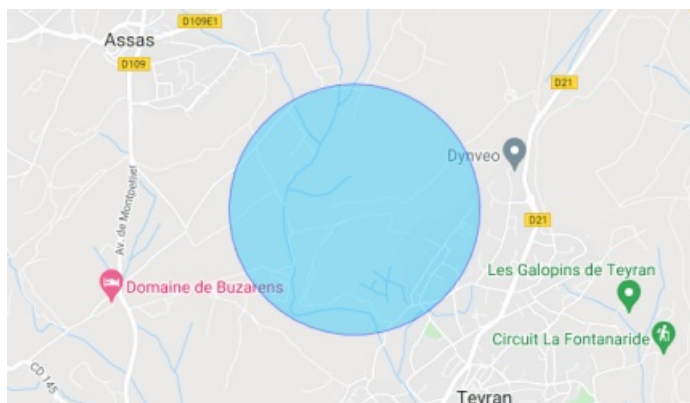 D109E1
Assas
D109
D21
Dynveo
D21
Av. de Montpellier
Les Galopins de Teyran
Domaine de Buzarens
Circuit La Fontanaride
CD 145
Teyran